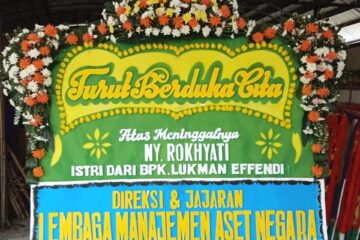 Turut Berduka Cita
Atas Meninggalnya
NY. ROKHYATI
ISTRI DARI BPK. LUKMAN EFFENDI
DIREKSI & JAJARAN
LEMBAGA MANAJEMEN ASET NEGARA